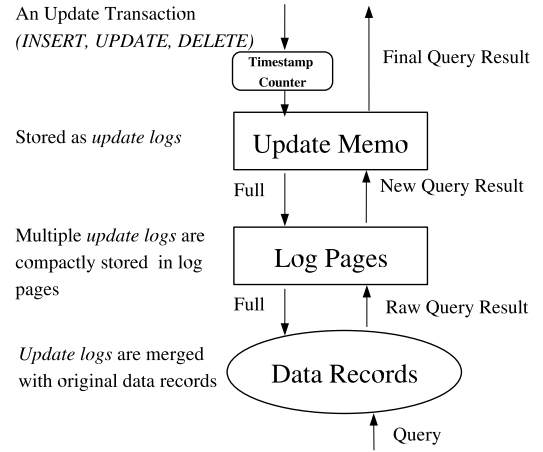 An Update Transaction
(INSERT, UPDATE, DELETE)
Timestamp
Counter
Final Query Result
Stored as update logs
Update Memo
Full
New Query Result
Multiple update logs are
compactly stored in log
pages
Log Pages
Full
Raw Query Result
Update logs are merged
with original data records
Data Records
Query